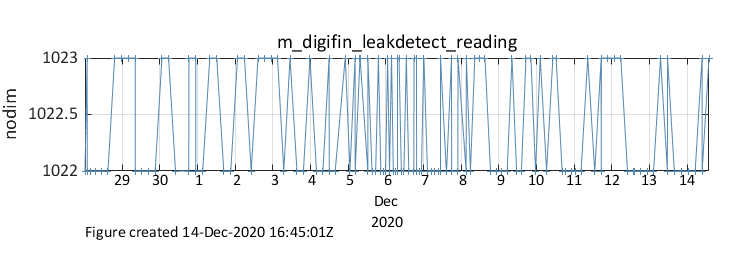 m_digifin_leakdetect_reading
1023
1022.5
1022
nodim
29 30 1 2 3 4 5 6 7 8 9 10 11 12 13 14
Dec
2020
Figure created 14-Dec-2020 16:45:01Z